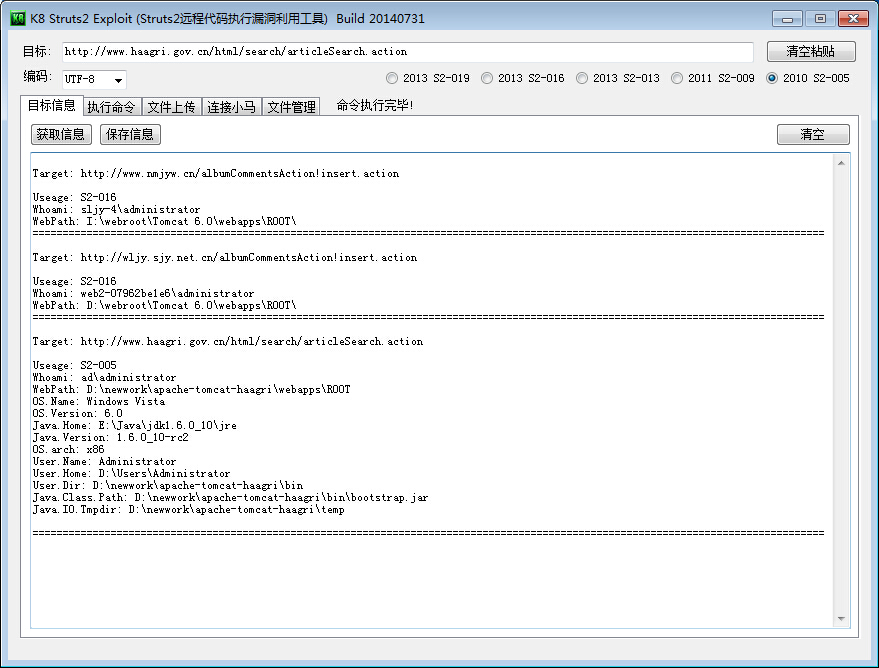 K8 Struts2 Exploit (Struts2远程代码执行漏洞利用工具) Build 20140731
目标: http://www.haagri.gov.cn/html/search/articleSearch.action 清空粘贴
编码: UTF-8 2013 S2-019 2013 S2-016 2013 S2-013 2011 S2-009 2010 S2-005
目标信息 执行命令 文件上传 连接小马 文件管理 命令执行完毕!
获取信息 保存信息 清空
Target: http://www.nmjyw.cn/albumCommentsAction!insert.action
Useage: S2-016
Whoami: sljy-4\administrator
WebPath: I:\webroot\Tomcat 6.0\webapps\ROOT\
====================================================================================================================================
Target: http://wljy.sjy.net.cn/albumCommentsAction!insert.action
Useage: S2-016
Whoami: web2-07962be1e6\administrator
WebPath: D:\webroot\Tomcat 6.0\webapps\ROOT\
====================================================================================================================================
Target: http://www.haagri.gov.cn/html/search/articleSearch.action
Useage: S2-005
Whoami: ad\administrator
WebPath: D:\newwork\apache-tomcat-haagri\webapps\ROOT
OS.Name: Windows Vista
OS.Version: 6.0
Java.Home: E:\Java\jdk1.6.0_10\jre
Java.Version: 1.6.0_10-rc2
OS.arch: x86
User.Name: Administrator
User.Home: D:\Users\Administrator
User.Dir: D:\newwork\apache-tomcat-haagri\bin
Java.Class.Path: D:\newwork\apache-tomcat-haagri\bin\bootstrap.jar
Java.IO.Tmpdir: D:\newwork\apache-tomcat-haagri\temp
====================================================================================================================================